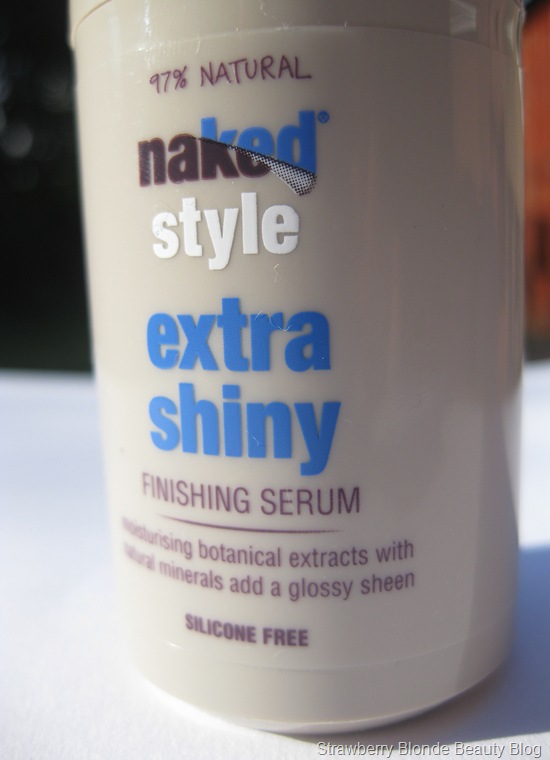 97% NATURAL
naked®
style
extra
shiny
FINISHING SERUM
moisturising botanical extracts with
natural minerals add a glossy sheen
SILICONE FREE
Strawberry Blonde Beauty Blog